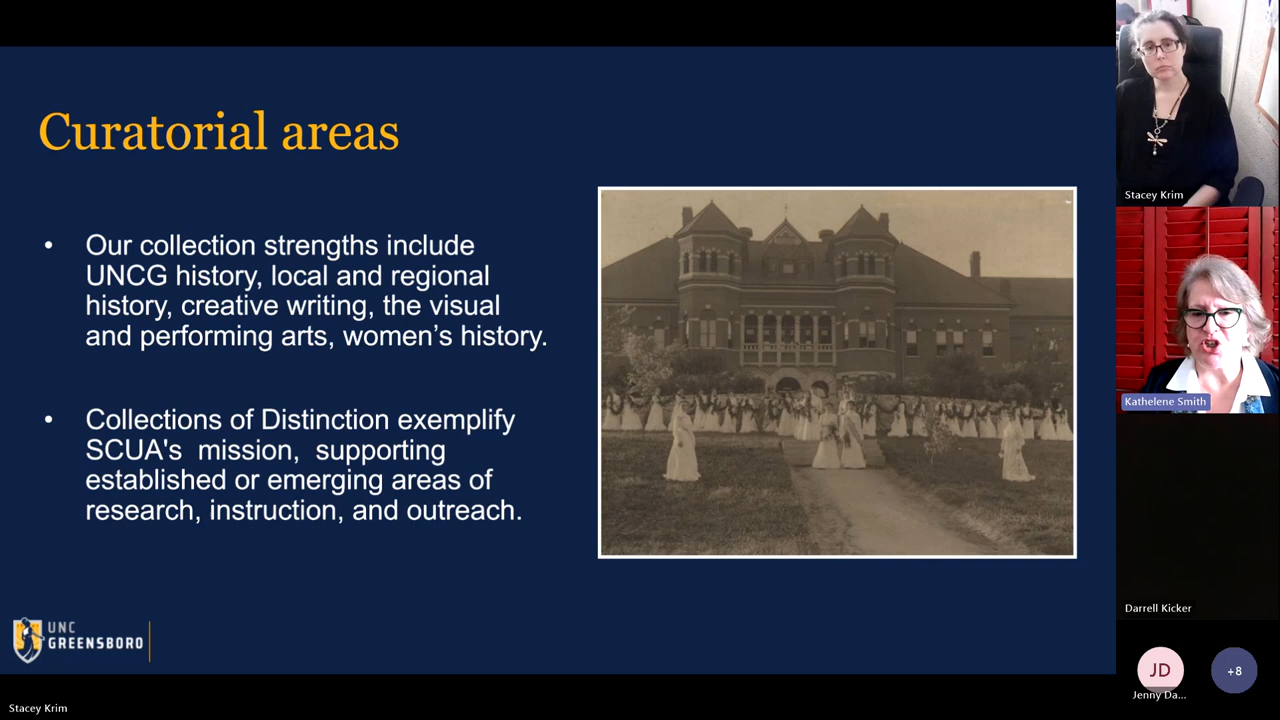 Curatorial areas
• Our collection strengths include
UNCG history, local and regional
history, creative writing, the visual
and performing arts, women’s history.
• Collections of Distinction exemplify
SCUA's mission, supporting
established or emerging areas of
research, instruction, and outreach.
UNC
GREENSBORO
Stacey Krim
Stacey Krim
Kathelene Smith
Darrell Kicker
JD
Jenny Da...
+8